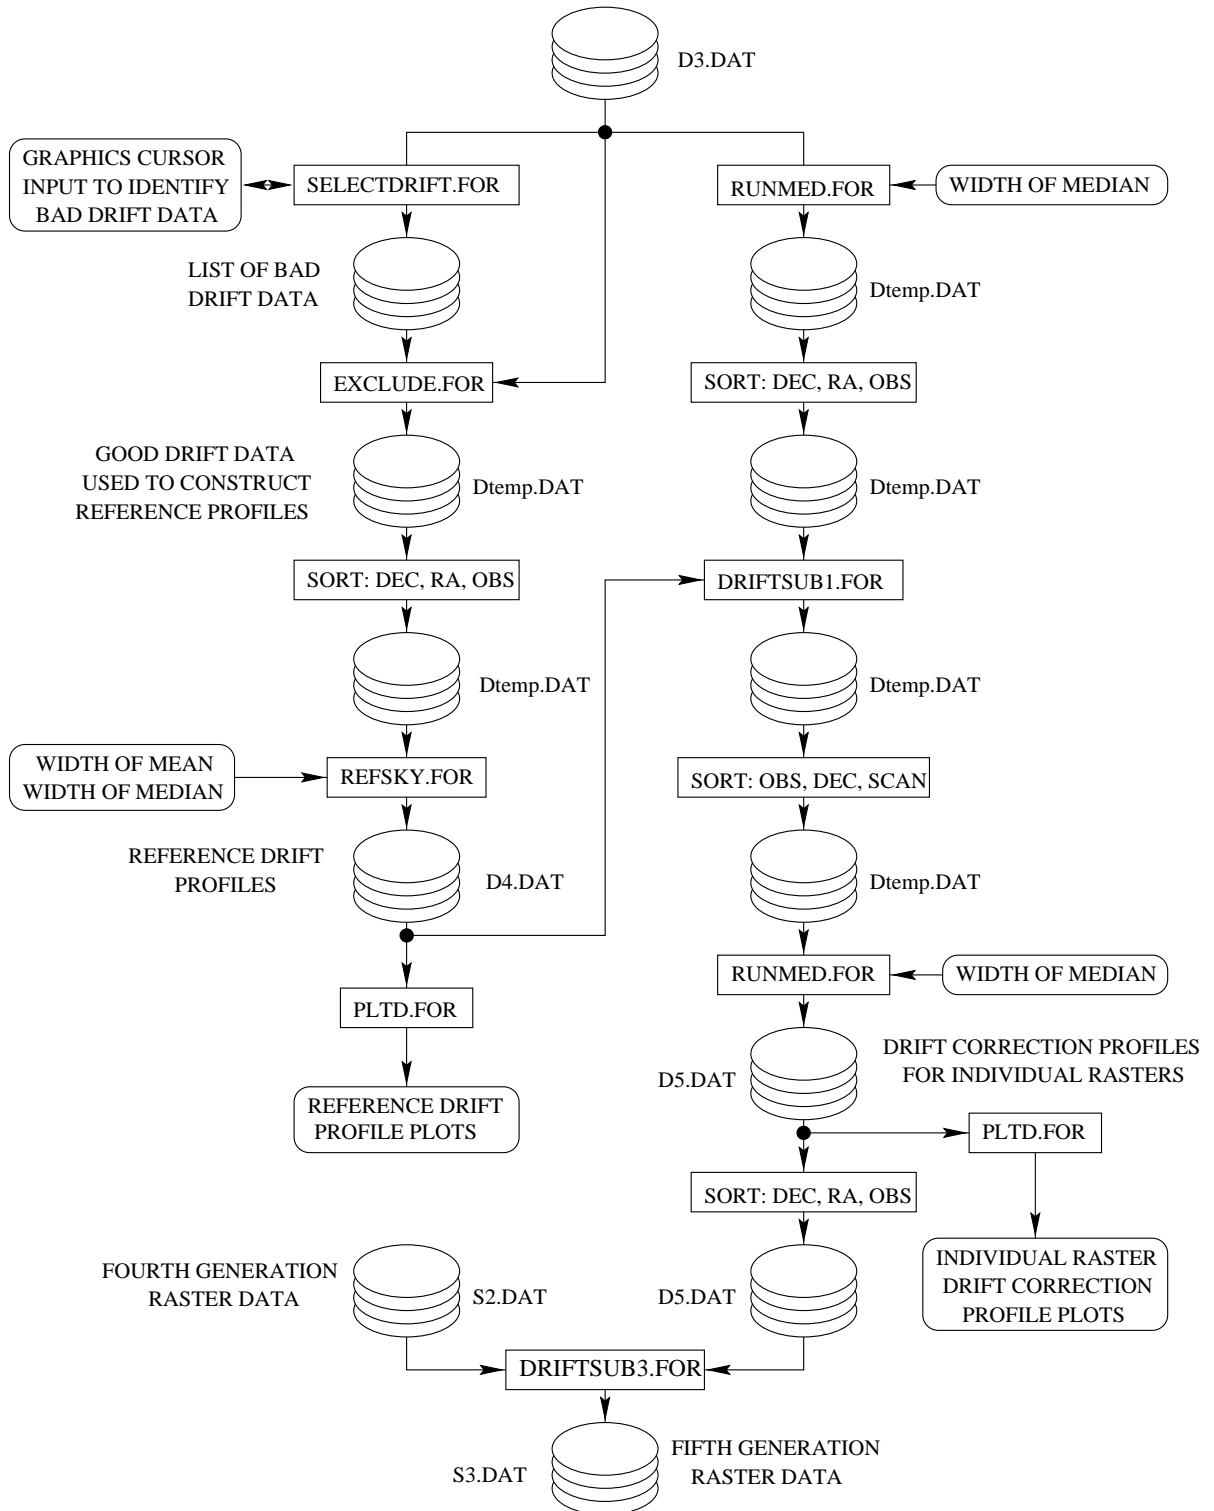 D3.DAT
GRAPHICS CURSOR
INPUT TO IDENTIFY
BAD DRIFT DATA
SELECTDRIFT.FOR
RUNMED.FOR
WIDTH OF MEDIAN
LIST OF BAD
DRIFT DATA
Dtemp.DAT
EXCLUDE.FOR
SORT: DEC, RA, OBS
GOOD DRIFT DATA
USED TO CONSTRUCT
REFERENCE PROFILES
Dtemp.DAT
Dtemp.DAT
SORT: DEC, RA, OBS
DRIFTSUB1.FOR
Dtemp.DAT
Dtemp.DAT
WIDTH OF MEAN
WIDTH OF MEDIAN
REFSKY.FOR
SORT: OBS, DEC, SCAN
REFERENCE DRIFT
PROFILES
D4.DAT
Dtemp.DAT
RUNMED.FOR
WIDTH OF MEDIAN
PLTD.FOR
D5.DAT
DRIFT CORRECTION PROFILES
FOR INDIVIDUAL RASTERS
REFERENCE DRIFT
PROFILE PLOTS
PLTD.FOR
SORT: DEC, RA, OBS
FOURTH GENERATION
RASTER DATA
S2.DAT
D5.DAT
INDIVIDUAL RASTER
DRIFT CORRECTION
PROFILE PLOTS
DRIFTSUB3.FOR
S3.DAT
FIFTH GENERATION
RASTER DATA